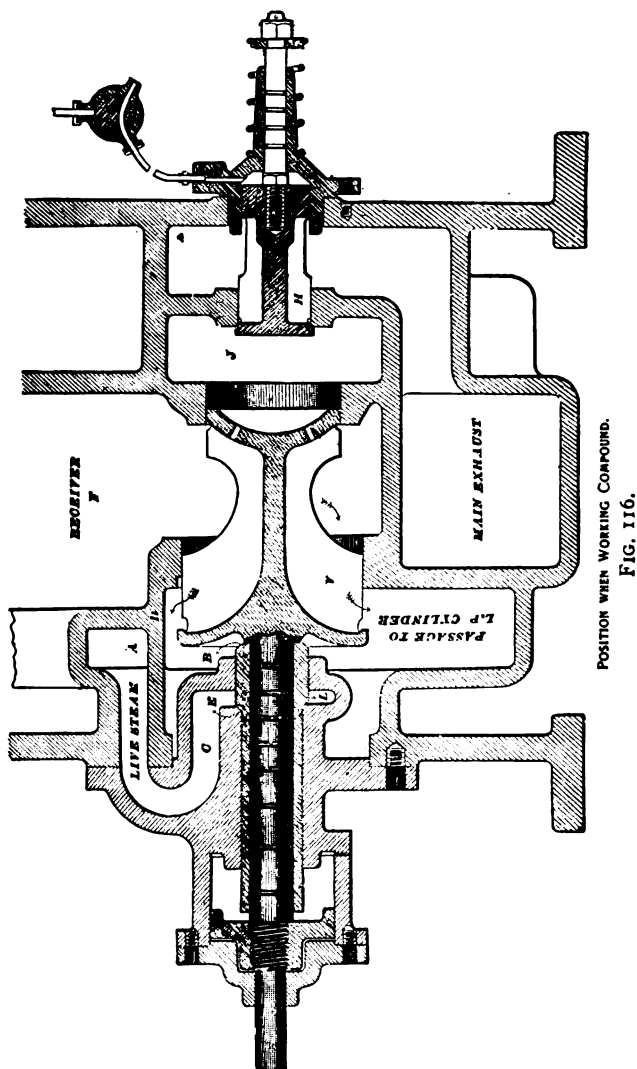 RECEIVER
F
A
J
H
MAIN EXHAUST
A
LIVE STEAM
B
E
C
L
V
PASSAGE TO
L.P CYLINDER
POSITION WHEN WORKING COMPOUND.
FIG. 116.